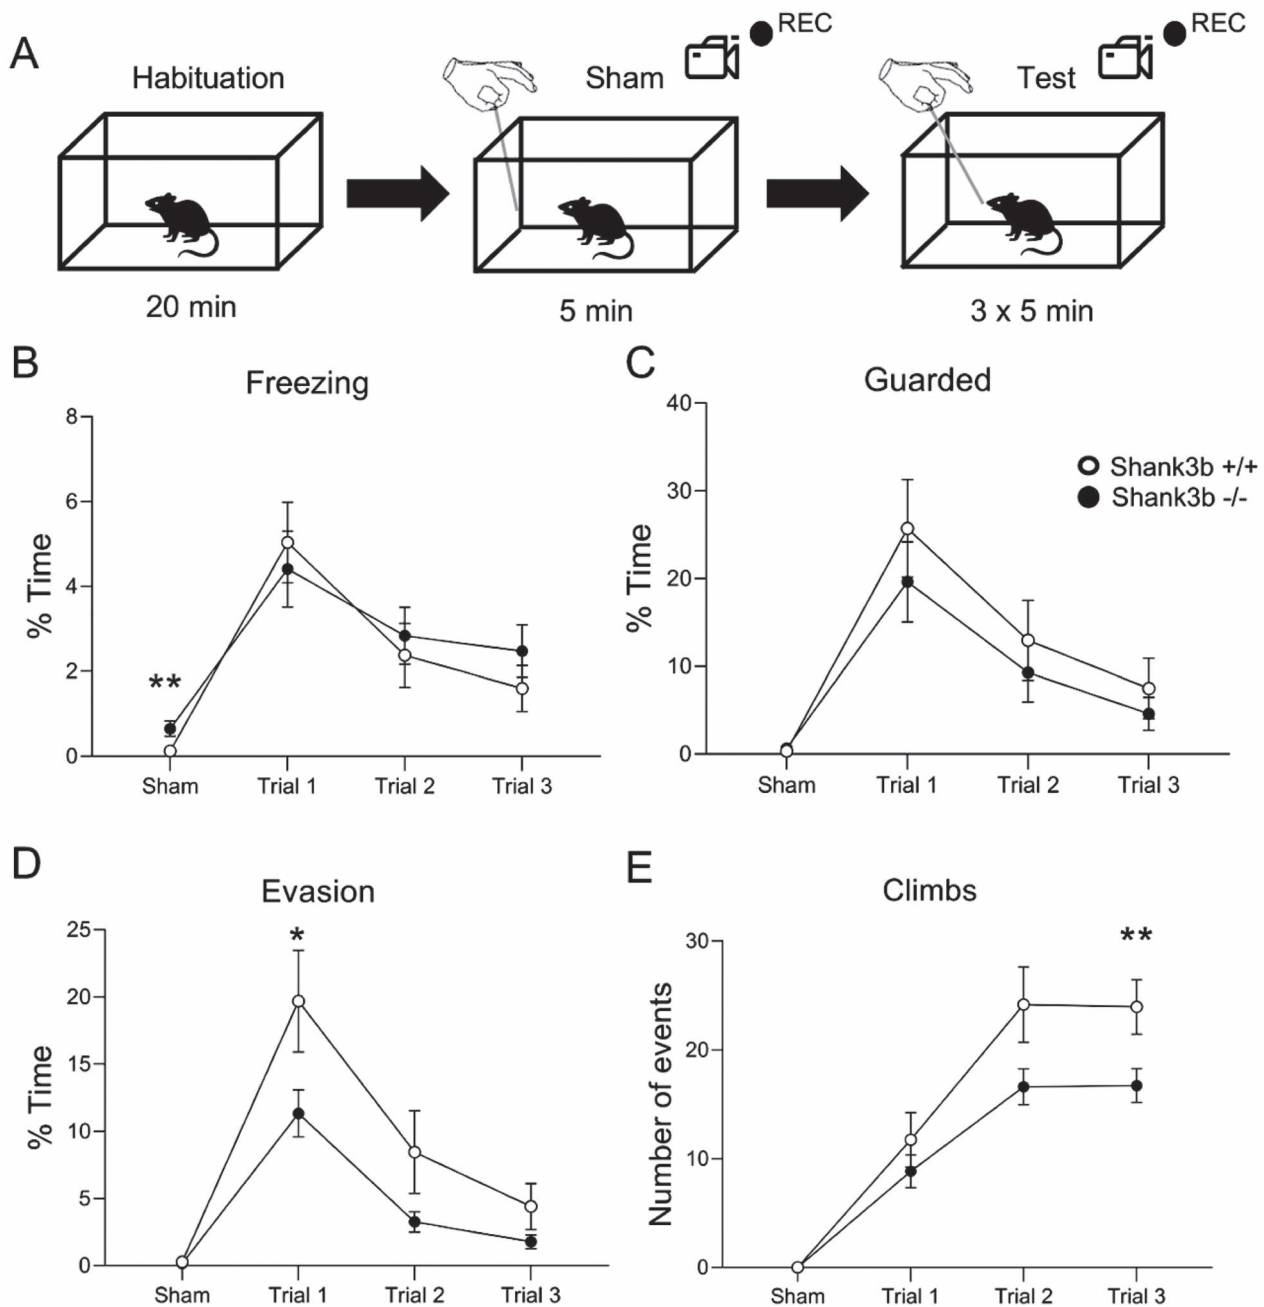 A
Habituation
Sham
REC
Test
REC
20 min
5 min
3 x 5 min
B
Freezing
% Time
8
6
4
2
0
**
Sham
Trial 1
Trial 2
Trial 3
C
Guarded
% Time
40
30
20
10
0
Shank3b +/+
Shank3b -/-
Sham
Trial 1
Trial 2
Trial 3
D
Evasion
% Time
25
20
15
10
5
0
*
Sham
Trial 1
Trial 2
Trial 3
E
Climbs
Number of events
30
20
10
0
**
Sham
Trial 1
Trial 2
Trial 3